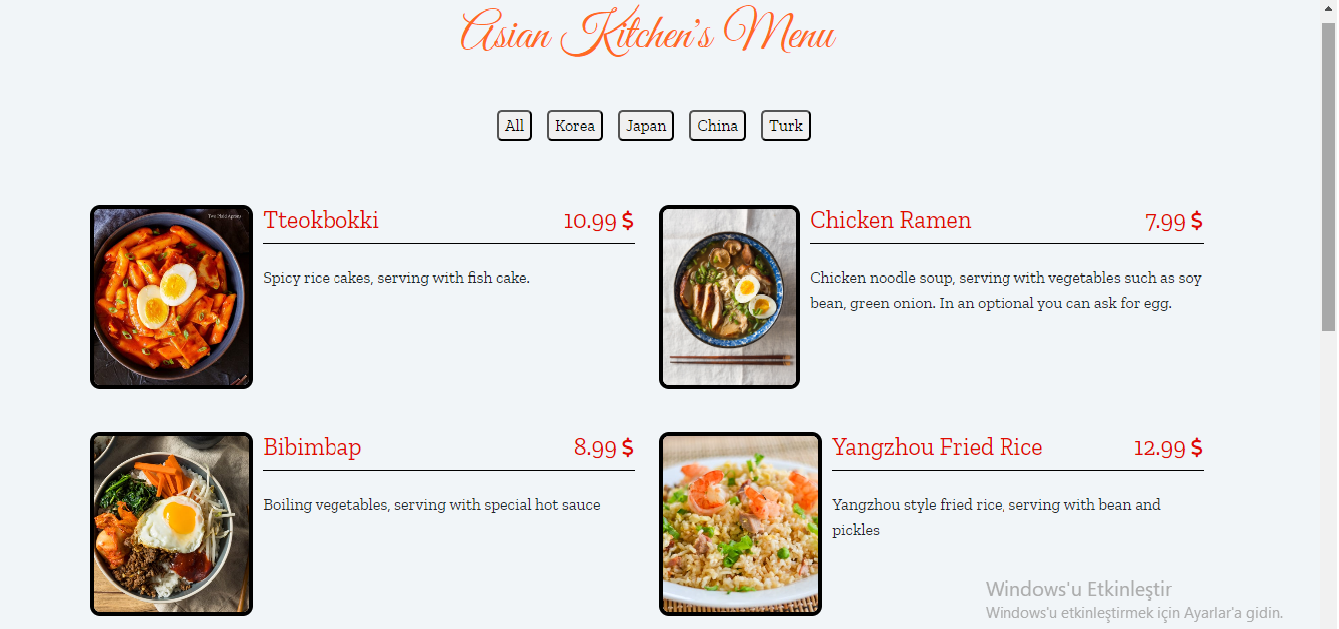 Asian Kitchen's Menu
All Korea Japan China Turk
Tteokbokki 10.99 $
Spicy rice cakes, serving with fish cake.
Chicken Ramen 7.99 $
Chicken noodle soup, serving with vegetables such as soy
bean, green onion. In an optional you can ask for egg.
Bibimbap 8.99 $
Boiling vegetables, serving with special hot sauce
Yangzhou Fried Rice 12.99 $
Yangzhou style fried rice, serving with bean and
pickles
Windows'u Etkinleştir
Windows'u etkinleştirmek için Ayarlar'a gidin.